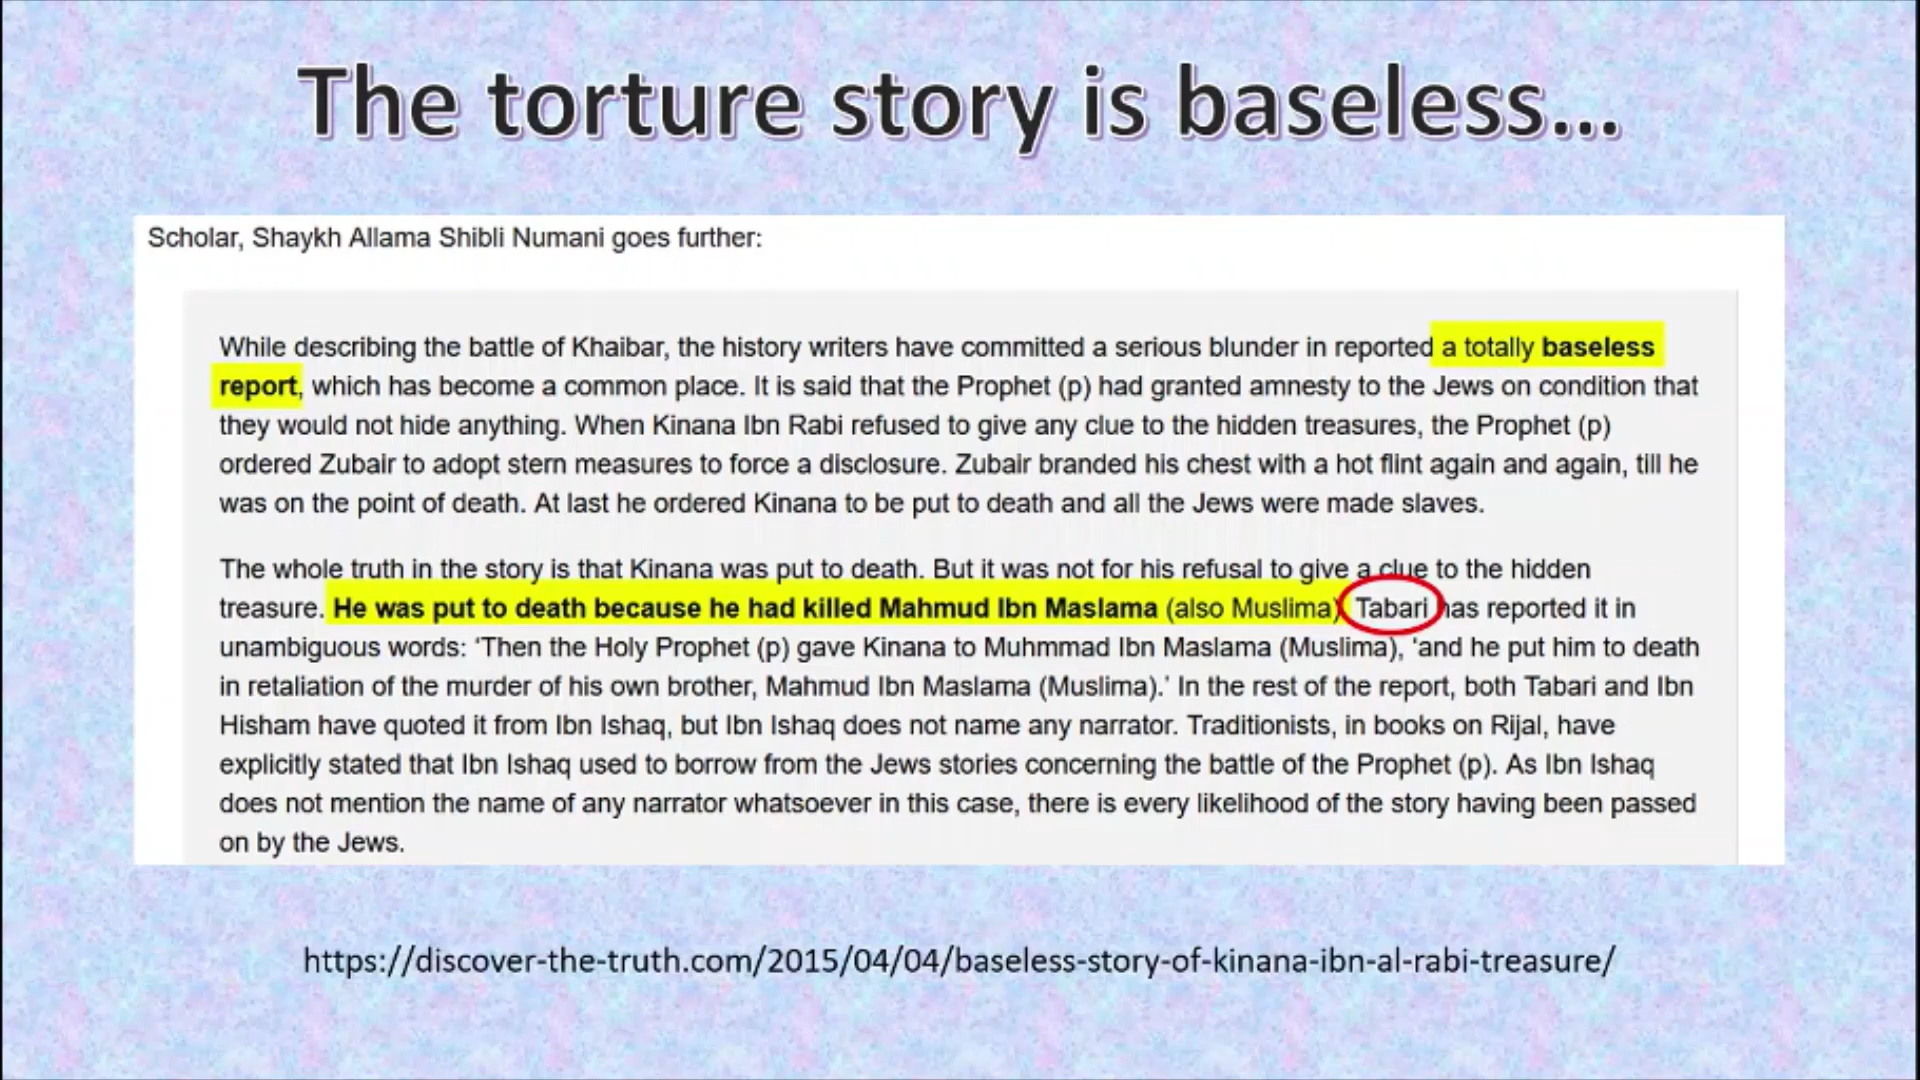 The torture story is baseless...
Scholar, Shaykh Allama Shibli Numani goes further:
While describing the battle of Khaibar, the history writers have committed a serious blunder in reported a totally baseless
report, which has become a common place. It is said that the Prophet (p) had granted amnesty to the Jews on condition that
they would not hide anything. When Kinana Ibn Rabi refused to give any clue to the hidden treasures, the Prophet (p)
ordered Zubair to adopt stern measures to force a disclosure. Zubair branded his chest with a hot flint again and again, till he
was on the point of death. At last he ordered Kinana to be put to death and all the Jews were made slaves.
The whole truth in the story is that Kinana was put to death. But it was not for his refusal to give a clue to the hidden
treasure. He was put to death because he had killed Mahmud Ibn Maslama (also Muslima) Tabari has reported it in
unambiguous words: ‘Then the Holy Prophet (p) gave Kinana to Muhmmad Ibn Maslama (Muslima), ‘and he put him to death
in retaliation of the murder of his own brother, Mahmud Ibn Maslama (Muslima).’ In the rest of the report, both Tabari and Ibn
Hisham have quoted it from Ibn Ishaq, but Ibn Ishaq does not name any narrator. Traditionists, in books on Rijal, have
explicitly stated that Ibn Ishaq used to borrow from the Jews stories concerning the battle of the Prophet (p). As Ibn Ishaq
does not mention the name of any narrator whatsoever in this case, there is every likelihood of the story having been passed
on by the Jews.
https://discover-the-truth.com/2015/04/04/baseless-story-of-kinana-ibn-al-rabi-treasure/